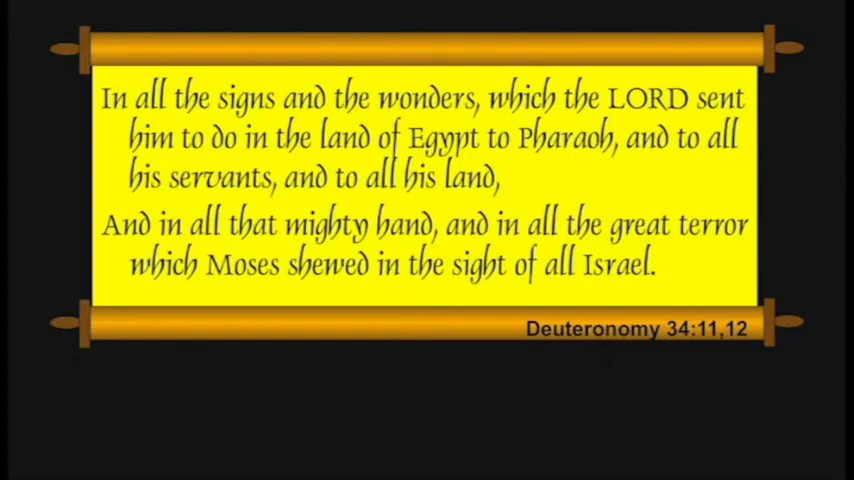 In all the signs and the wonders, which the LORD sent
him to do in the land of Egypt to Pharaoh, and to all
his servants, and to all his land,
And in all that mighty hand, and in all the great terror
which Moses shewed in the sight of all Israel.
Deuteronomy 34:11,12